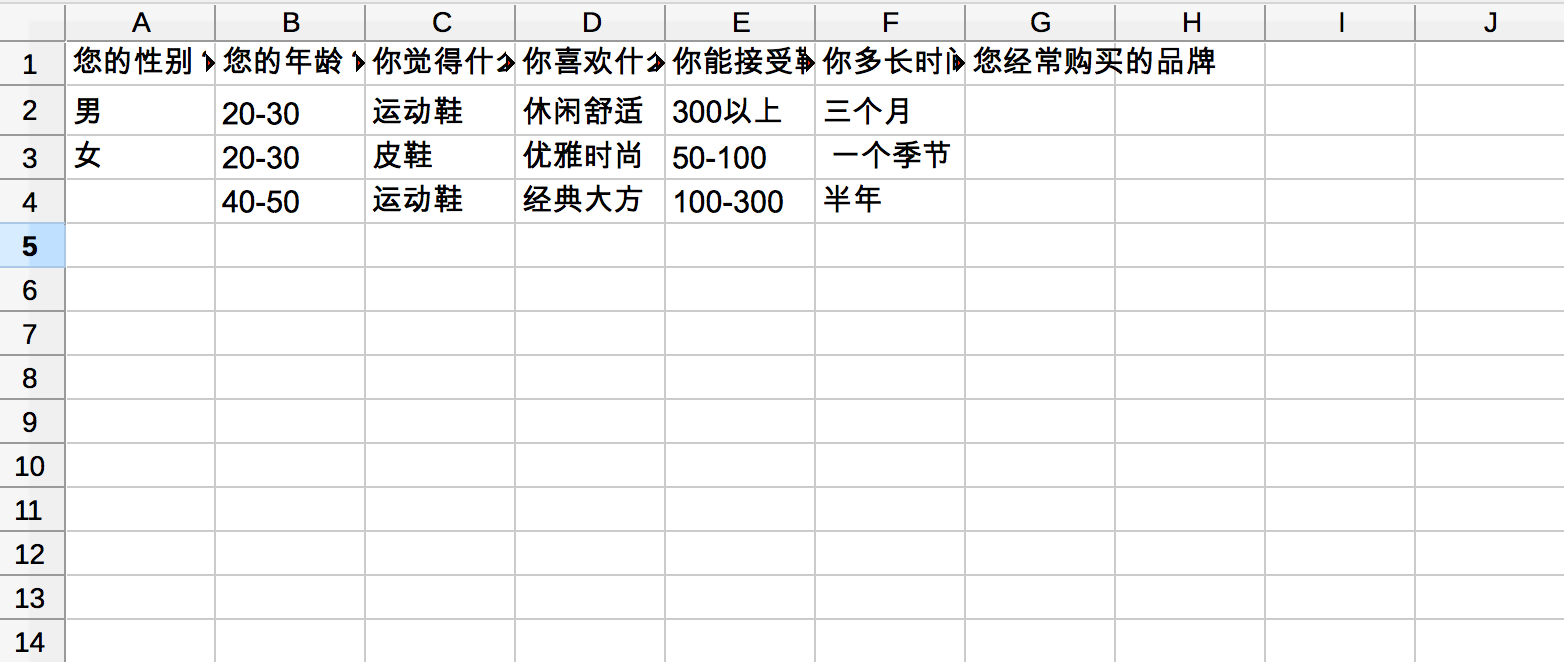 A B C D E F G H I J
1 您的性别 您的年龄 你觉得什么 你喜欢什么 你能接受 你多长时间 您经常购买的品牌
2 男 20-30 运动鞋 休闲舒适 300以上 三个月
3 女 20-30 皮鞋 优雅时尚 50-100 一个季节
4 40-50 运动鞋 经典大方 100-300 半年
5
6
7
8
9
10
11
12
13
14